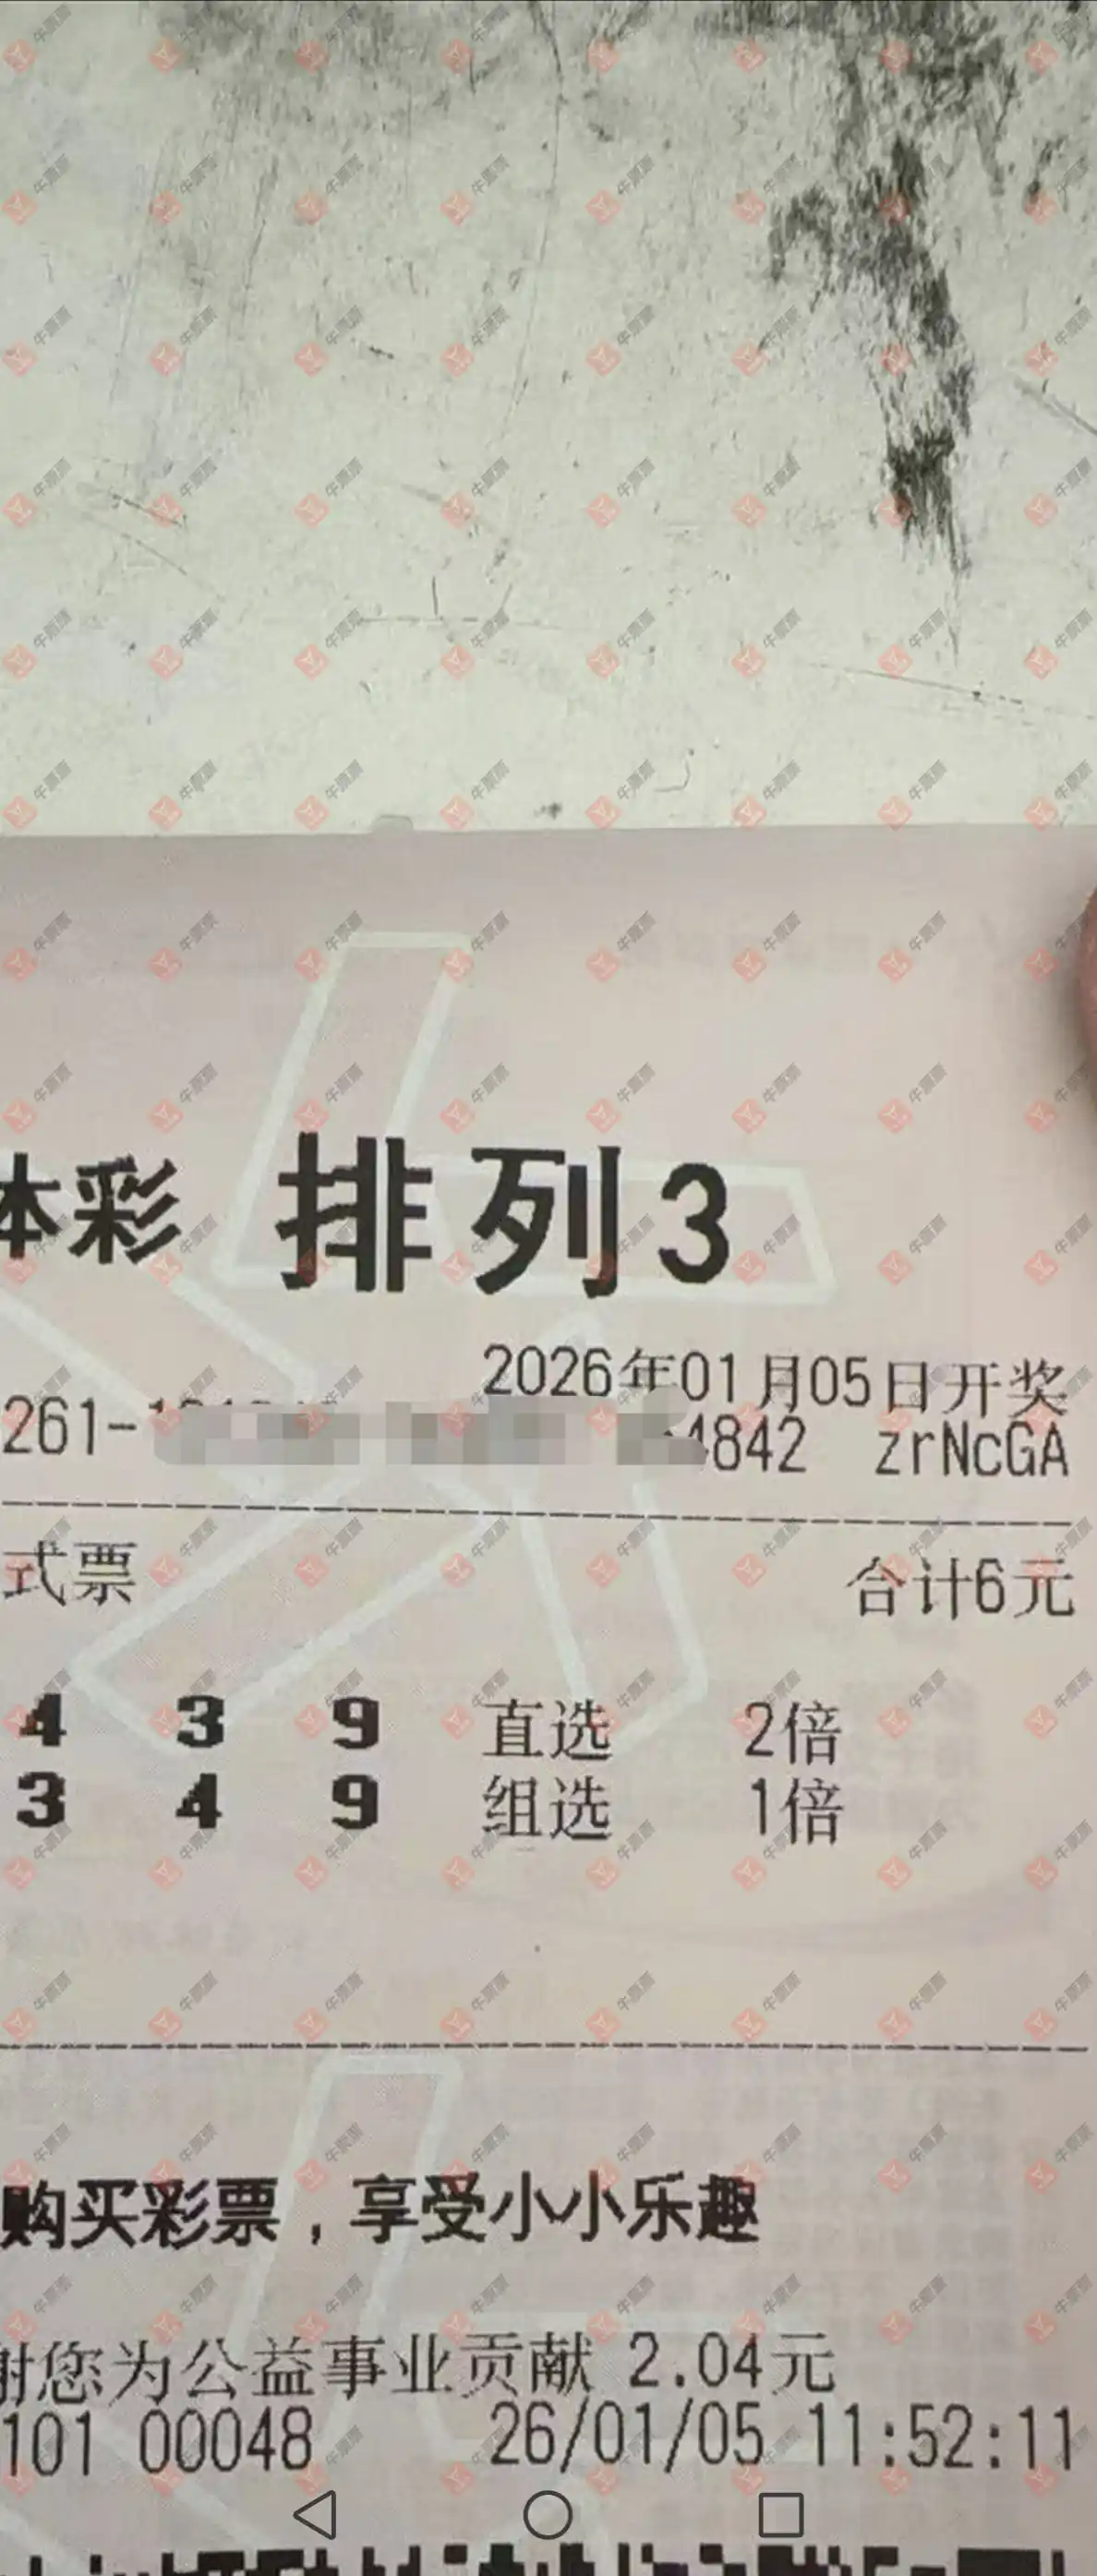 体彩 排列3
2026年01月05日开奖
261- 4842 zrNcGA
式票 合计6元
4 3 9 直选 2倍
3 4 9 组选 1倍
购买彩票，享受小小乐趣
谢您为公益事业贡献 2.04元
101 00048 26/01/05 11:52:11
牛票票